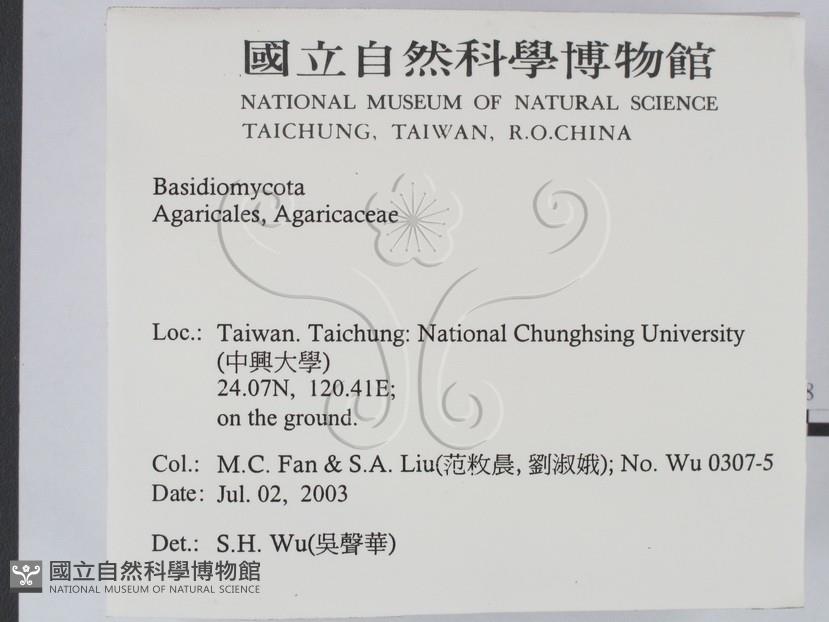 國立自然科學博物館
NATIONAL MUSEUM OF NATURAL SCIENCE
TAICHUNG, TAIWAN, R.O.CHINA
Basidiomycota
Agaricales, Agaricaceae
Loc.: Taiwan. Taichung: National Chunghsing University
(中興大學)
24.07N, 120.41E;
on the ground.
8
Col.: M.C. Fan & S.A. Liu(范敉晨, 劉淑娥); No. Wu 0307-5
Date: Jul. 02, 2003
Det.: S.H. Wu(吳聲華)
國立自然科學博物館
NATIONAL MUSEUM OF NATURAL SCIENCE